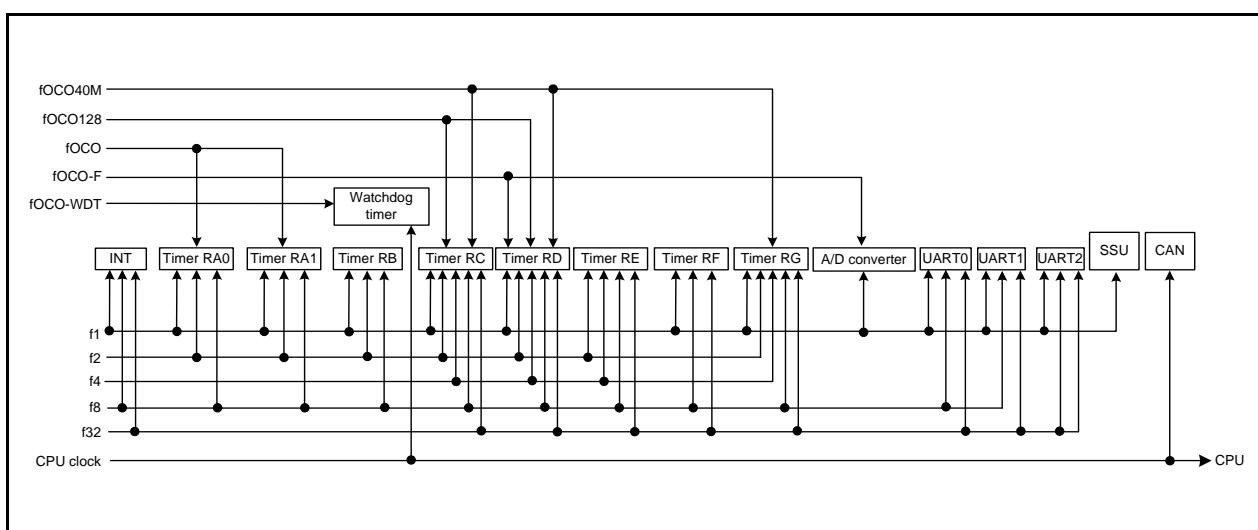 fOCO40M
fOCO128
fOCO
fOCO-F
fOCO-WDT
Watchdog
timer
INT
Timer RA0
Timer RA1
Timer RB
Timer RC
Timer RD
Timer RE
Timer RF
Timer RG
A/D converter
UART0
UART1
UART2
SSU
CAN
f1
f2
f4
f8
f32
CPU clock
CPU